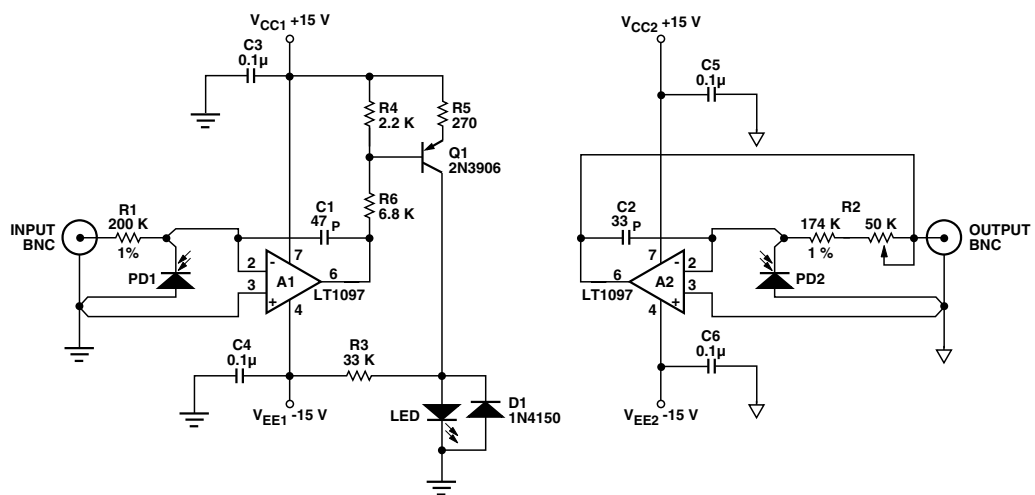 VCC1 +15 V
C3
0.1µ
R4
2.2 K
R5
270
Q1
2N3906
R6
6.8 K
C1
47 P
R1
200 K
1%
INPUT
BNC
PD1
2
3
-
+
A1
7
6
4
LT1097
C4
0.1µ
R3
33 K
VEE1 -15 V
LED
D1
1N4150
VCC2 +15 V
C5
0.1µ
C2
33 P
7
6
2
3
-
+
A2
4
LT1097
174 K
1 %
R2
50 K
PD2
OUTPUT
BNC
C6
0.1µ
VEE2 -15 V